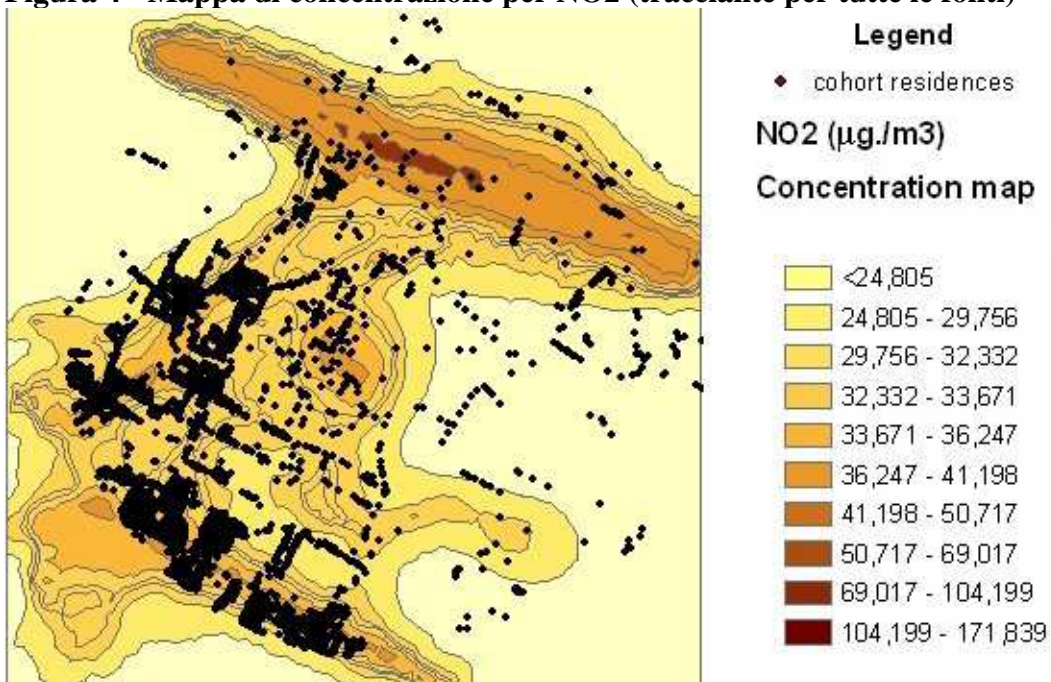 Figura 4 - Mappa di concentrazione per NO2 (tracciante per tutte le fonti)
Legend
cohort residences
NO2 (µg./m3)
Concentration map
<24,805
24,805 - 29,756
29,756 - 32,332
32,332 - 33,671
33,671 - 36,247
36,247 - 41,198
41,198 - 50,717
50,717 - 69,017
69,017 - 104,199
104,199 - 171,839